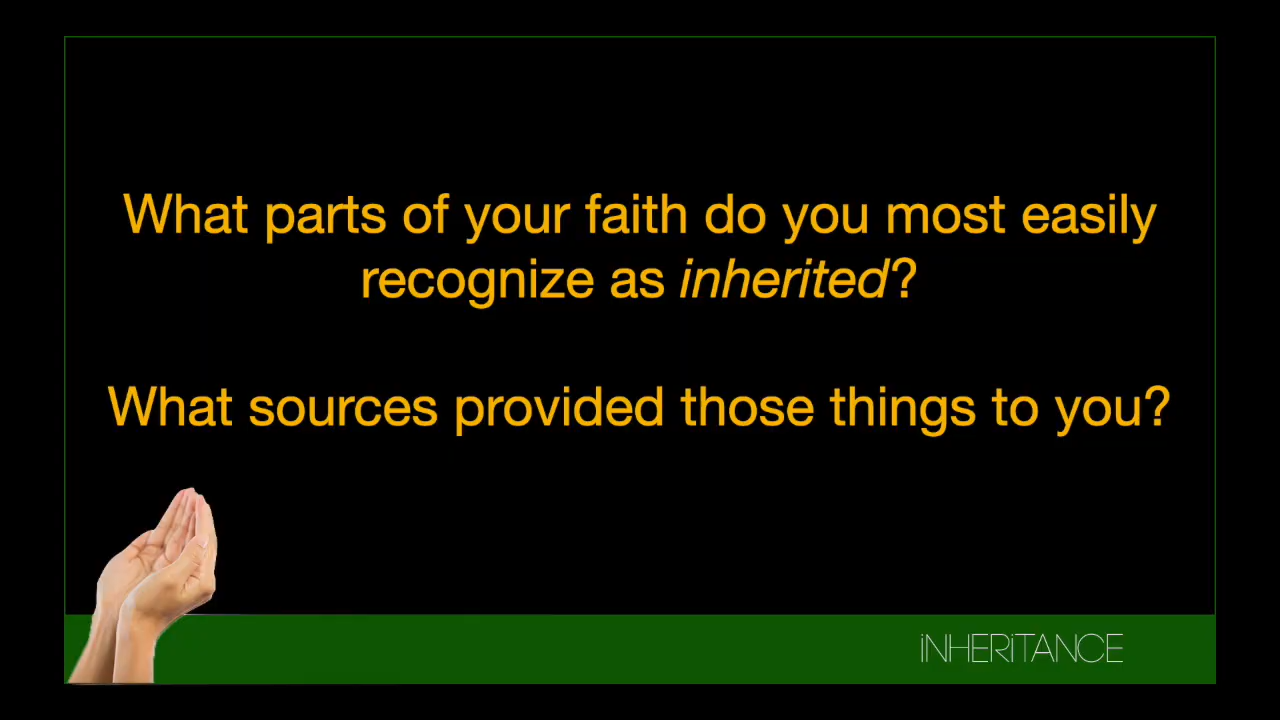 What parts of your faith do you most easily
recognize as inherited?
What sources provided those things to you?
iNHERiTANCE